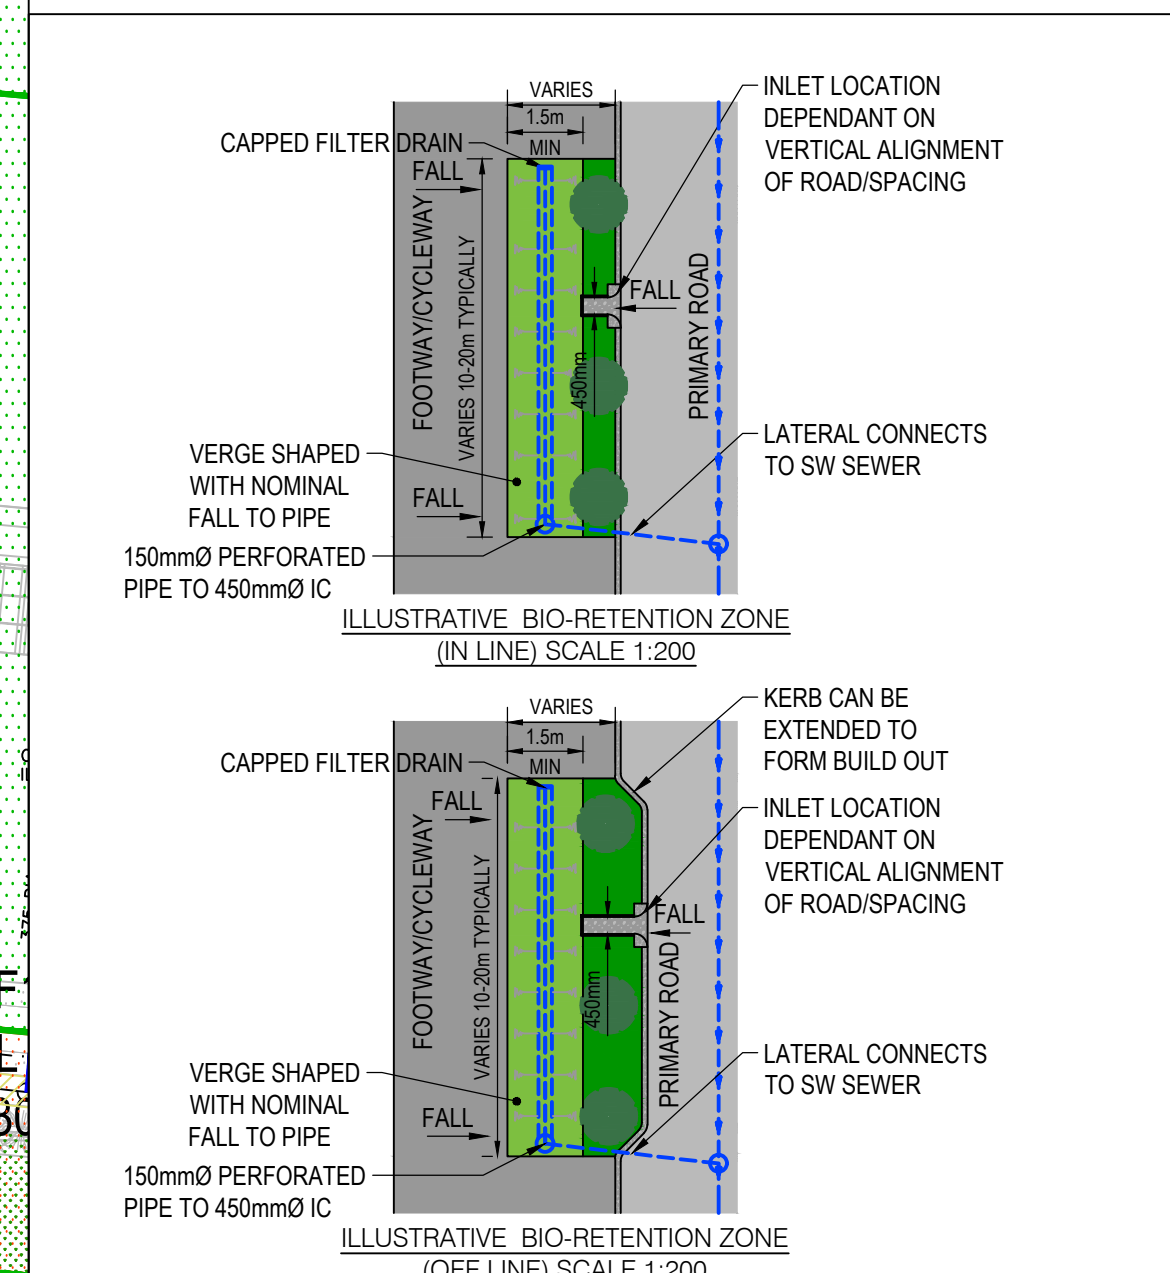 VARIES
1.5m
MIN
CAPPED FILTER DRAIN
INLET LOCATION
DEPENDANT ON
VERTICAL ALIGNMENT
OF ROAD/SPACING
FALL
FOOTWAY/CYCLEWAY
VARIES 10-20m TYPICALLY
FALL
450mm
PRIMARY ROAD
VERGE SHAPED
WITH NOMINAL
FALL TO PIPE
FALL
LATERAL CONNECTS
TO SW SEWER
150mmØ PERFORATED
PIPE TO 450mmØ IC
ILLUSTRATIVE BIO-RETENTION ZONE
(IN LINE) SCALE 1:200
VARIES
1.5m
MIN
CAPPED FILTER DRAIN
KERB CAN BE
EXTENDED TO
FORM BUILD OUT
INLET LOCATION
DEPENDANT ON
VERTICAL ALIGNMENT
OF ROAD/SPACING
FALL
FOOTWAY/CYCLEWAY
VARIES 10-20m TYPICALLY
FALL
450mm
PRIMARY ROAD
VERGE SHAPED
WITH NOMINAL
FALL TO PIPE
FALL
LATERAL CONNECTS
TO SW SEWER
150mmØ PERFORATED
PIPE TO 450mmØ IC
ILLUSTRATIVE BIO-RETENTION ZONE
(OFF LINE) SCALE 1:200